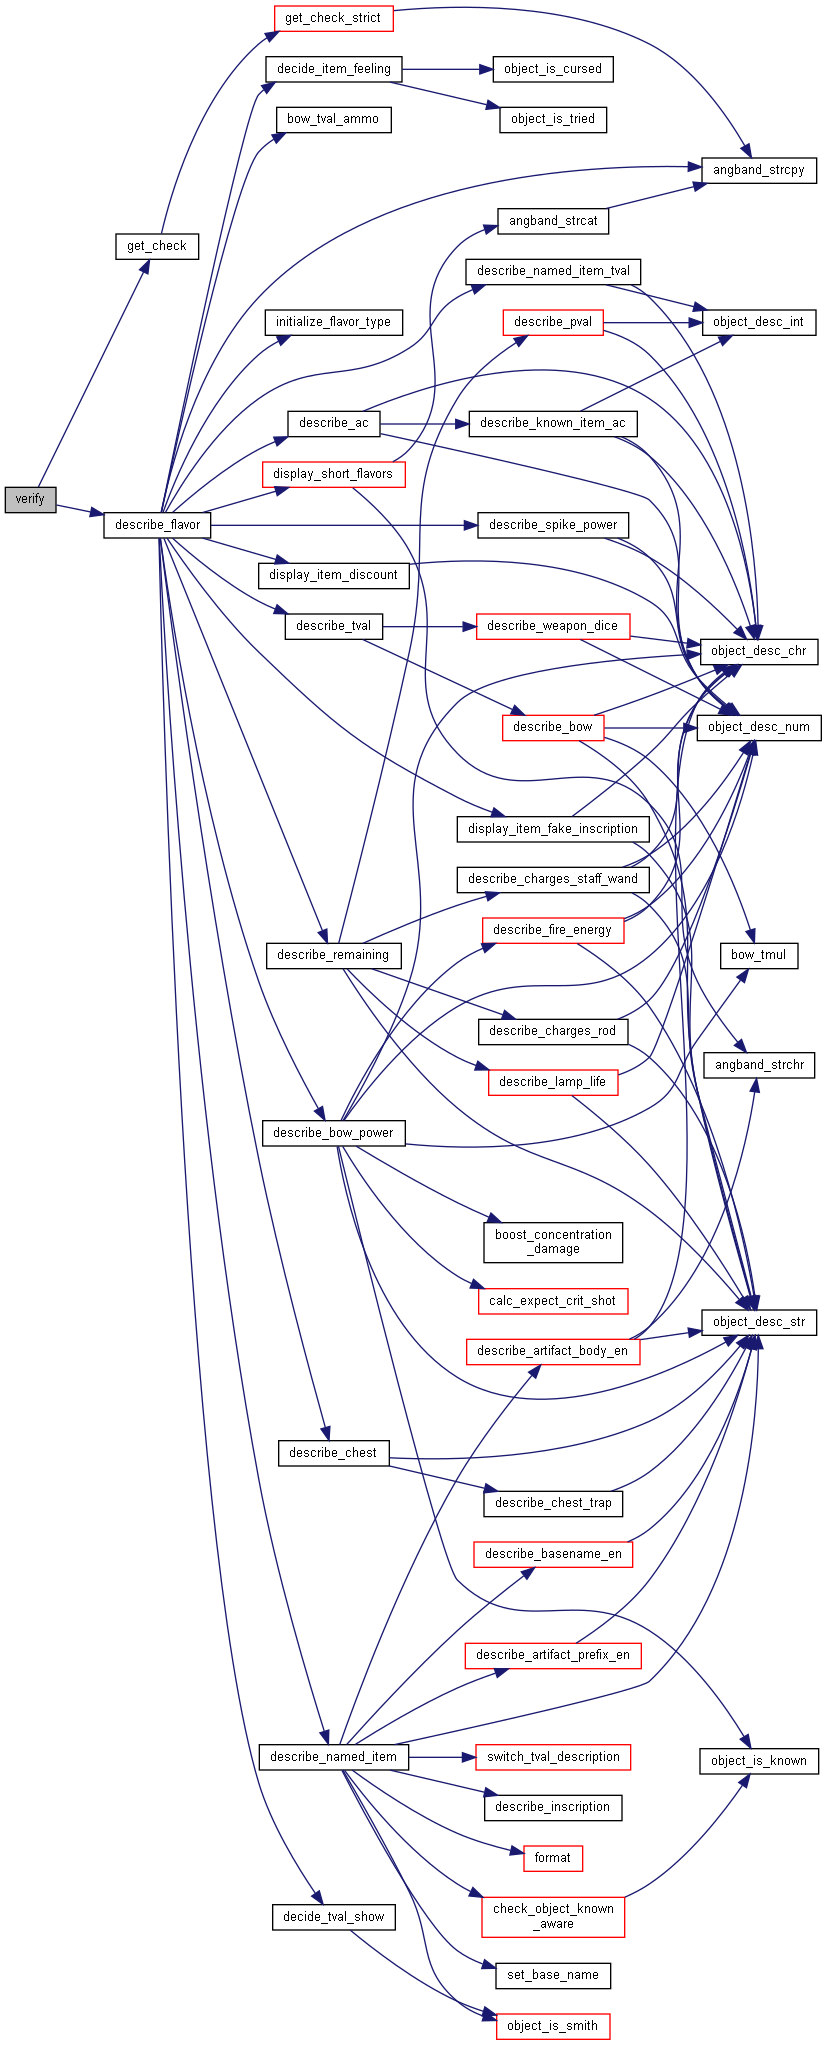 get_check_strict
decide_item_feeling
object_is_cursed
bow_tval_ammo
object_is_tried
angband_strcpy
angband_strcat
get_check
describe_named_item_tval
initialize_flavor_type
describe_pval
object_desc_int
describe_ac
describe_known_item_ac
display_short_flavors
verify
describe_flavor
describe_spike_power
display_item_discount
describe_tval
describe_weapon_dice
object_desc_chr
describe_bow
object_desc_num
display_item_fake_inscription
describe_charges_staff_wand
describe_fire_energy
describe_remaining
bow_tmul
describe_charges_rod
angband_strchr
describe_lamp_life
describe_bow_power
boost_concentration
_damage
calc_expect_crit_shot
object_desc_str
describe_artifact_body_en
describe_chest
describe_chest_trap
describe_basename_en
describe_artifact_prefix_en
describe_named_item
switch_tval_description
object_is_known
describe_inscription
format
check_object_known
_aware
decide_tval_show
set_base_name
object_is_smith